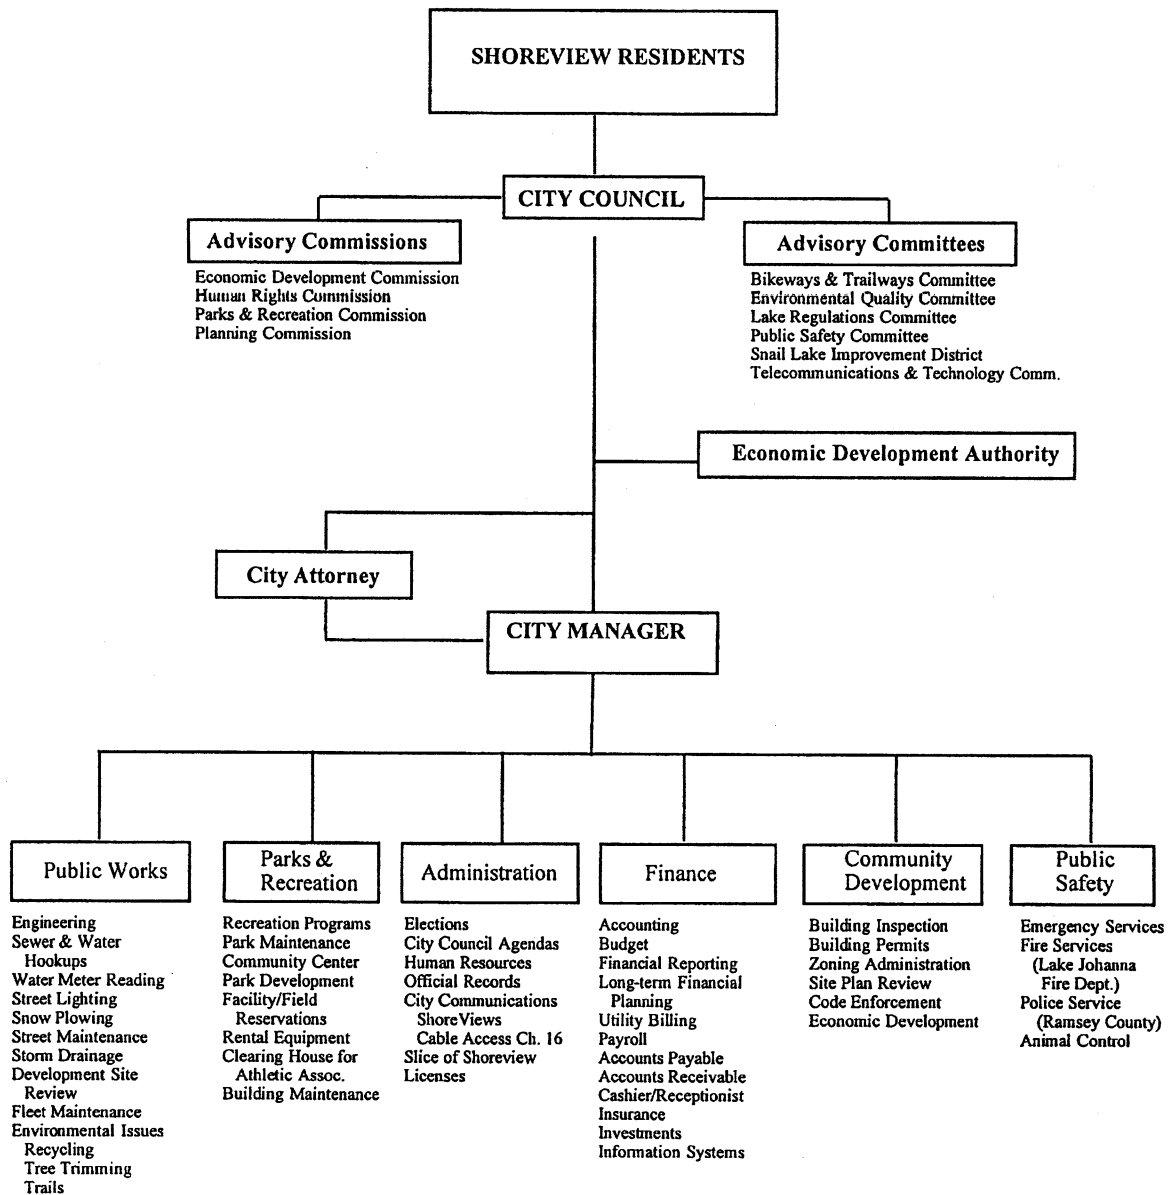 SHOREVIEW RESIDENTS
CITY COUNCIL
Advisory Commissions
Economic Development Commission
Human Rights Commission
Parks & Recreation Commission
Planning Commission
Advisory Committees
Bikeways & Trailways Committee
Environmental Quality Committee
Lake Regulations Committee
Public Safety Committee
Snail Lake Improvement District
Telecommunications & Technology Comm.
Economic Development Authority
City Attorney
CITY MANAGER
Public Works
Engineering
Sewer & Water
Hookups
Water Meter Reading
Street Lighting
Snow Plowing
Street Maintenance
Storm Drainage
Development Site
Review
Fleet Maintenance
Environmental Issues
Recycling
Tree Trimming
Trails
Parks &
Recreation
Recreation Programs
Park Maintenance
Community Center
Park Development
Facility/Field
Reservations
Rental Equipment
Clearing House for
Athletic Assoc.
Building Maintenance
Administration
Elections
City Council Agendas
Human Resources
Official Records
City Communications
ShoreViews
Cable Access Ch. 16
Slice of Shoreview
Licenses
Finance
Accounting
Budget
Financial Reporting
Long-term Financial
Planning
Utility Billing
Payroll
Accounts Payable
Accounts Receivable
Cashier/Receptionist
Insurance
Investments
Information Systems
Community
Development
Building Inspection
Building Permits
Zoning Administration
Site Plan Review
Code Enforcement
Economic Development
Public
Safety
Emergency Services
Fire Services
(Lake Johanna
Fire Dept.)
Police Service
(Ramsey County)
Animal Control